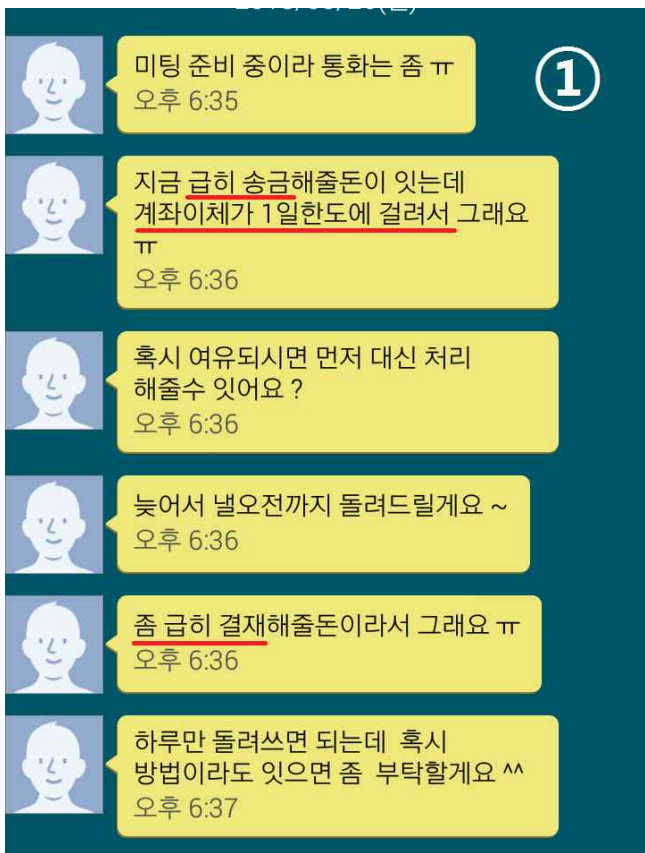 미팅 준비 중이라 통화는 좀 ㅠ
오후 6:35
①
지금 급히 송금해줄돈이 잇는데
계좌이체가 1일한도에 걸려서 그래요
ㅠ
오후 6:36
혹시 여유되시면 먼저 대신 처리
해줄수 잇어요 ?
오후 6:36
늦어서 낼오전까지 돌려드릴게요 ~
오후 6:36
좀 급히 결재해줄돈이라서 그래요 ㅠ
오후 6:36
하루만 돌려쓰면 되는데 혹시
방법이라도 잇으면 좀 부탁할게요 ^^
오후 6:37